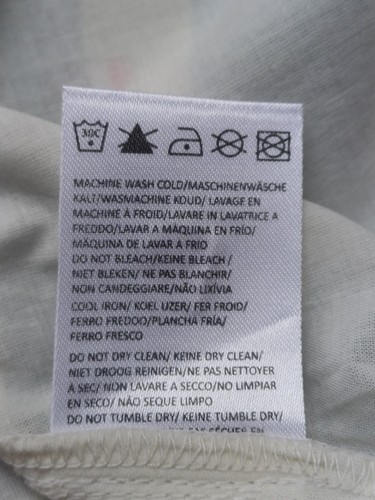 30C
MACHINE WASH COLD/MASCHINENWÄSCHE
KALT/WASMACHINE KOUD/ LAVAGE EN
MACHINE À FROID/LAVARE IN LAVATRICE A
FREDDO/LAVAR A MÁQUINA EN FRÍO/
MÁQUINA DE LAVAR À FRIO
DO NOT BLEACH/KEINE BLEACH /
NIET BLEKEN/ NE PAS BLANCHIR/
NON CANDEGGIARE/NÃO LIXÍVIA
COOL IRON/ KOEL IJZER/ FER FROID/
FERRO FREDDO/PLANCHA FRÍA/
FERRO FRESCO
DO NOT DRY CLEAN/ KEINE DRY CLEAN/
NIET DROOG REINIGEN/NE PAS NETTOYER
À SEC/ NON LAVARE A SECCO/NO LIMPIAR
EN SECO/ NÃO SEQUE LIMPO
DO NOT TUMBLE DRY/ KEINE TUMBLE DRY/